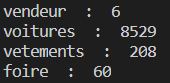 vendeur  :  6
voitures  :  8529
vetements  :  208
foire  :  60